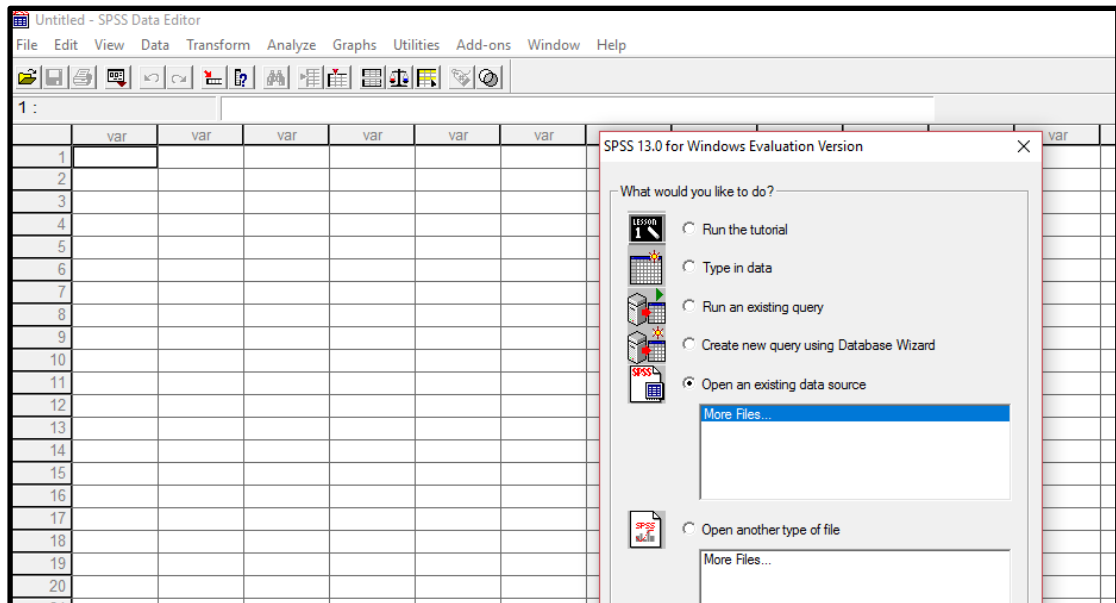 Untitled - SPSS Data Editor
File Edit View Data Transform Analyze Graphs Utilities Add-ons Window Help
1 :
var var var var var var var
SPSS 13.0 for Windows Evaluation Version
What would you like to do?
LESSON
1
Run the tutorial
Type in data
Run an existing query
Create new query using Database Wizard
SPSS
Open an existing data source
More Files...
SPSS
Open another type of file
More Files...
1
2
3
4
5
6
7
8
9
10
11
12
13
14
15
16
17
18
19
20